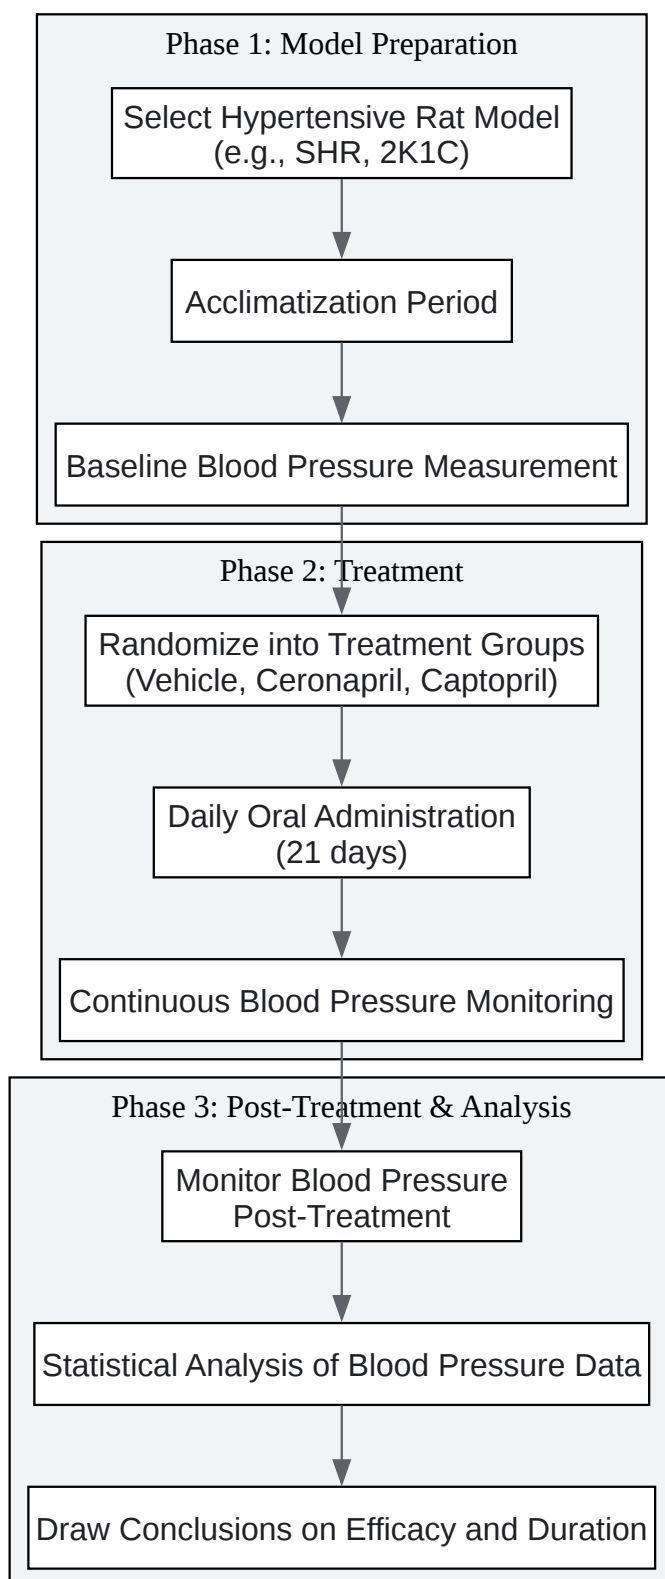 Phase 1: Model Preparation
Select Hypertensive Rat Model
(e.g., SHR, 2K1C)
Acclimatization Period
Baseline Blood Pressure Measurement
Phase 2: Treatment
Randomize into Treatment Groups
(Vehicle, Ceronapril, Captopril)
Daily Oral Administration
(21 days)
Continuous Blood Pressure Monitoring
Phase 3: Post-Treatment & Analysis
Monitor Blood Pressure
Post-Treatment
Statistical Analysis of Blood Pressure Data
Draw Conclusions on Efficacy and Duration